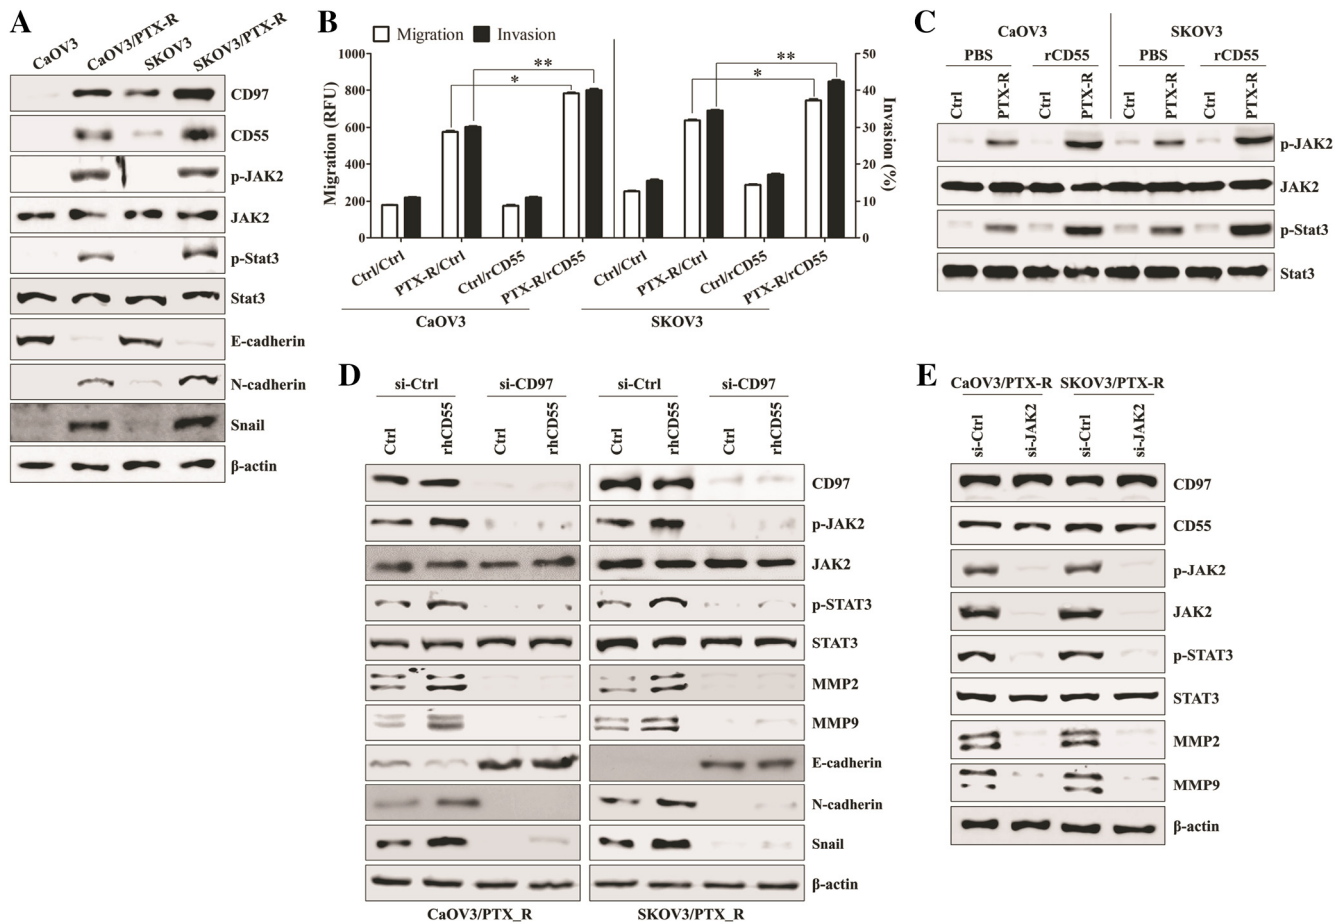 A
CaOV3
CaOV3/PTX-R
SKOV3
SKOV3/PTX-R
CD97
CD55
p-JAK2
JAK2
p-Stat3
Stat3
E-cadherin
N-cadherin
Snail
β-actin
B
Migration Invasion
Migration (RFU)
1000
800
600
400
200
0
Invasion (%)
50
40
30
20
10
0
* **
* **
Ctrl/Ctrl
PTX-R/Ctrl
Ctrl/rCD55
PTX-R/rCD55
Ctrl/Ctrl
PTX-R/Ctrl
Ctrl/rCD55
PTX-R/rCD55
CaOV3 SKOV3
C
CaOV3 SKOV3
PBS rCD55 PBS rCD55
Ctrl
PTX-R
Ctrl
PTX-R
Ctrl
PTX-R
Ctrl
PTX-R
p-JAK2
JAK2
p-Stat3
Stat3
D
si-Ctrl si-CD97 si-Ctrl si-CD97
Ctrl
rhCD55
Ctrl
rhCD55
Ctrl
rhCD55
Ctrl
rhCD55
CD97
p-JAK2
JAK2
p-STAT3
STAT3
MMP2
MMP9
E-cadherin
N-cadherin
Snail
β-actin
CaOV3/PTX_R SKOV3/PTX_R
E
CaOV3/PTX-R SKOV3/PTX-R
si-Ctrl
si-JAK2
si-Ctrl
si-JAK2
CD97
CD55
p-JAK2
JAK2
p-STAT3
STAT3
MMP2
MMP9
β-actin